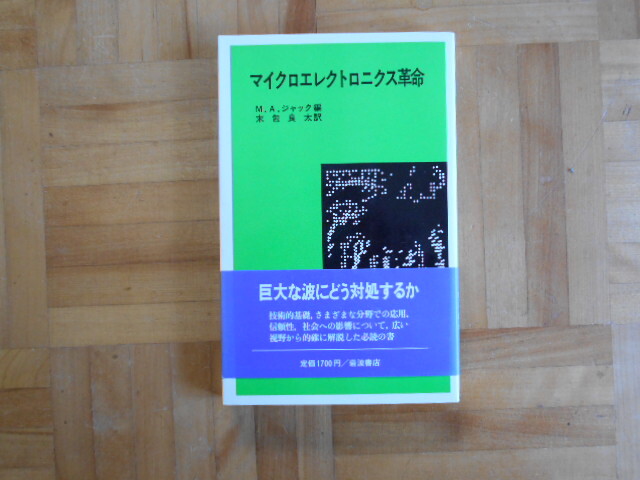 マイクロエレクトロニクス革命
M.A.ジャック編
末包良太訳
巨大な波にどう対処するか
技術的基礎，さまざまな分野での応用，
信頼性，社会への影響について，広い
視野から的確に解説した必読の書
定価1700円／岩波書店